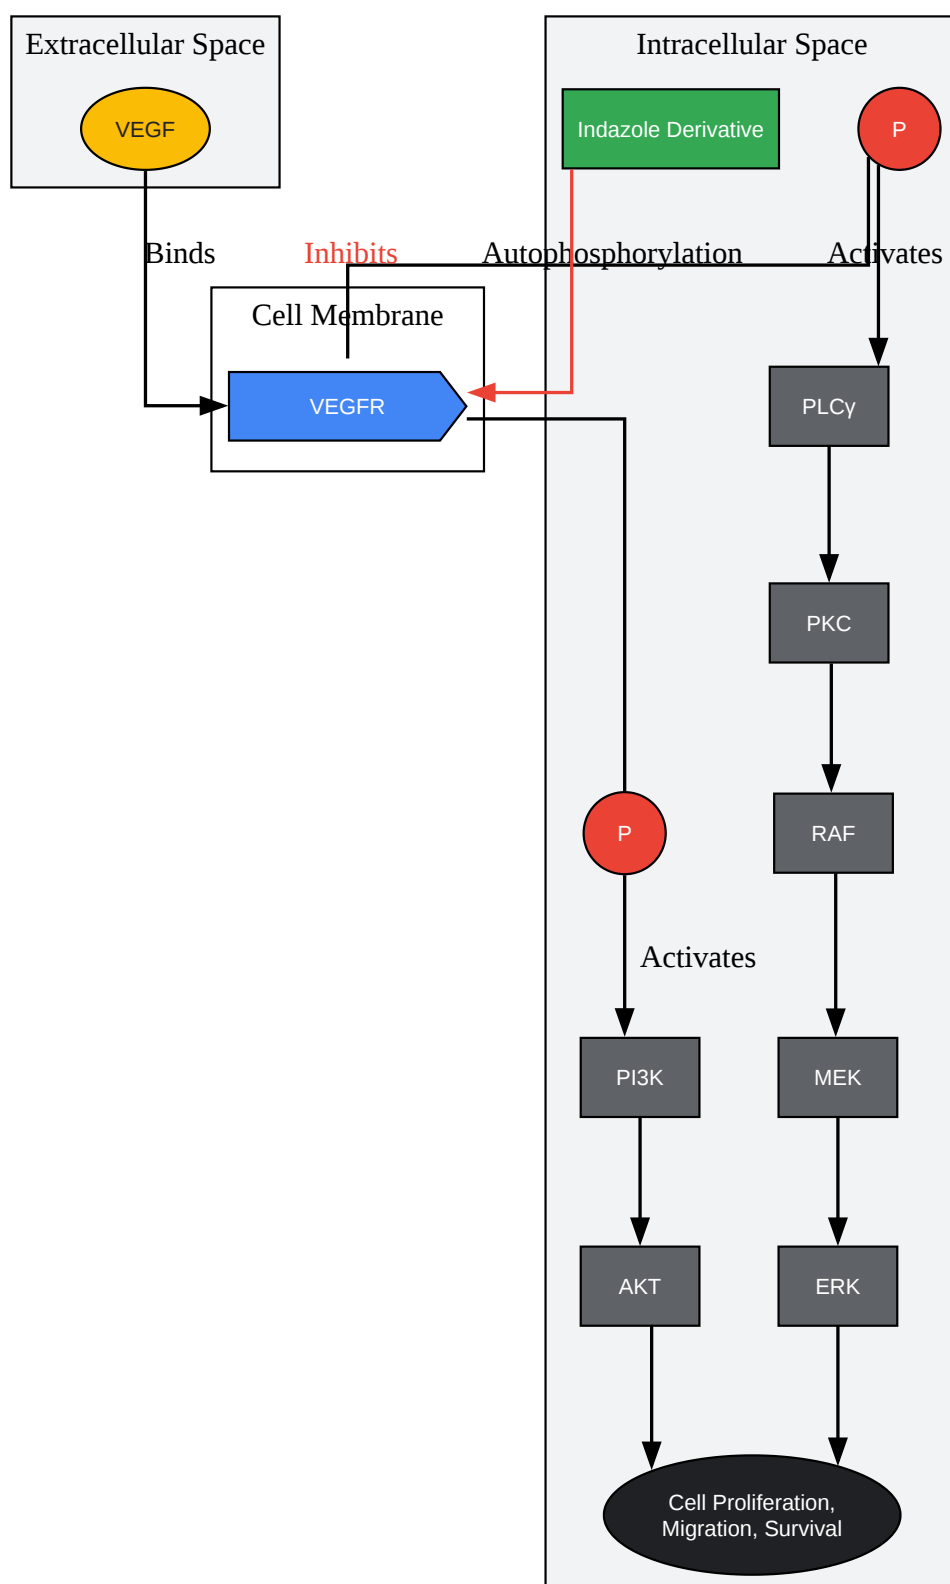 Extracellular Space
Intracellular Space
VEGF
Indazole Derivative
P
Binds
Inhibits
Autophosphorylation
Activates
Cell Membrane
VEGFR
PLCγ
PKC
P
RAF
Activates
PI3K
MEK
AKT
ERK
Cell Proliferation,
Migration, Survival